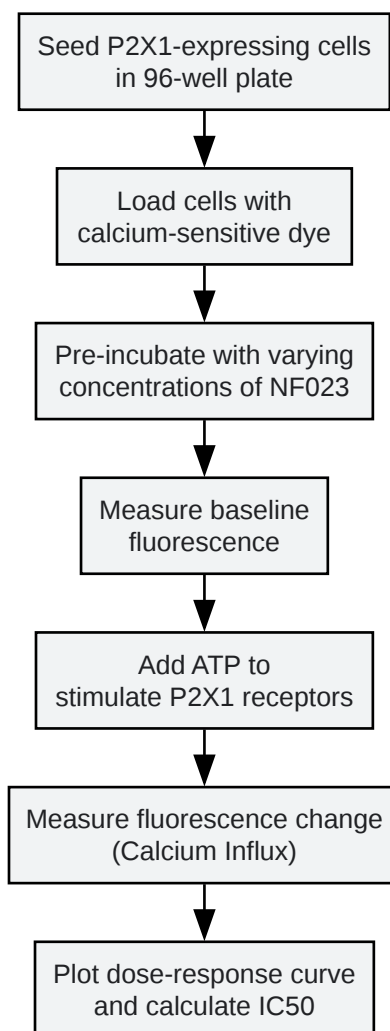 Seed P2X1-expressing cells
in 96-well plate
Load cells with
calcium-sensitive dye
Pre-incubate with varying
concentrations of NF023
Measure baseline
fluorescence
Add ATP to
stimulate P2X1 receptors
Measure fluorescence change
(Calcium Influx)
Plot dose-response curve
and calculate IC50